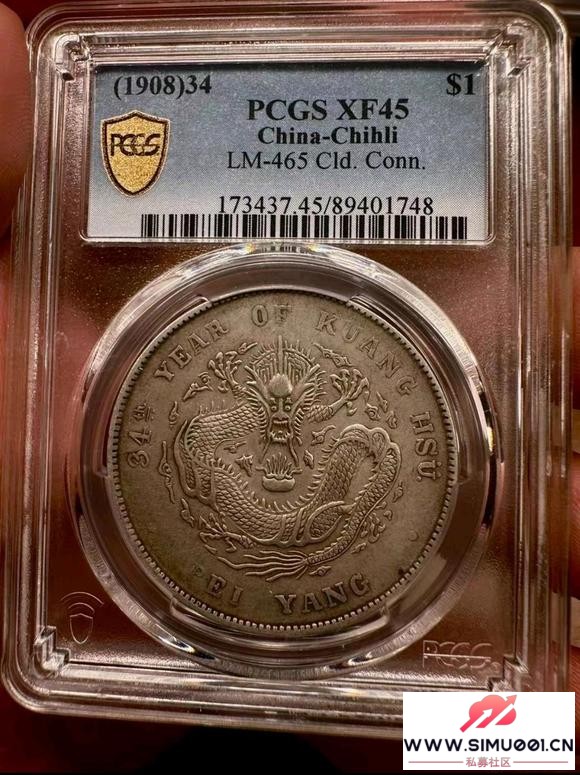 (1908)34 $1
PCGS XF45
China-Chihli
LM-465 Cld. Conn.
173437.45/89401748
PCGS
34TH YEAR OF KUANG HSÜ
PEI YANG
PCGS
WWW.SIMU001.CN
私募社区